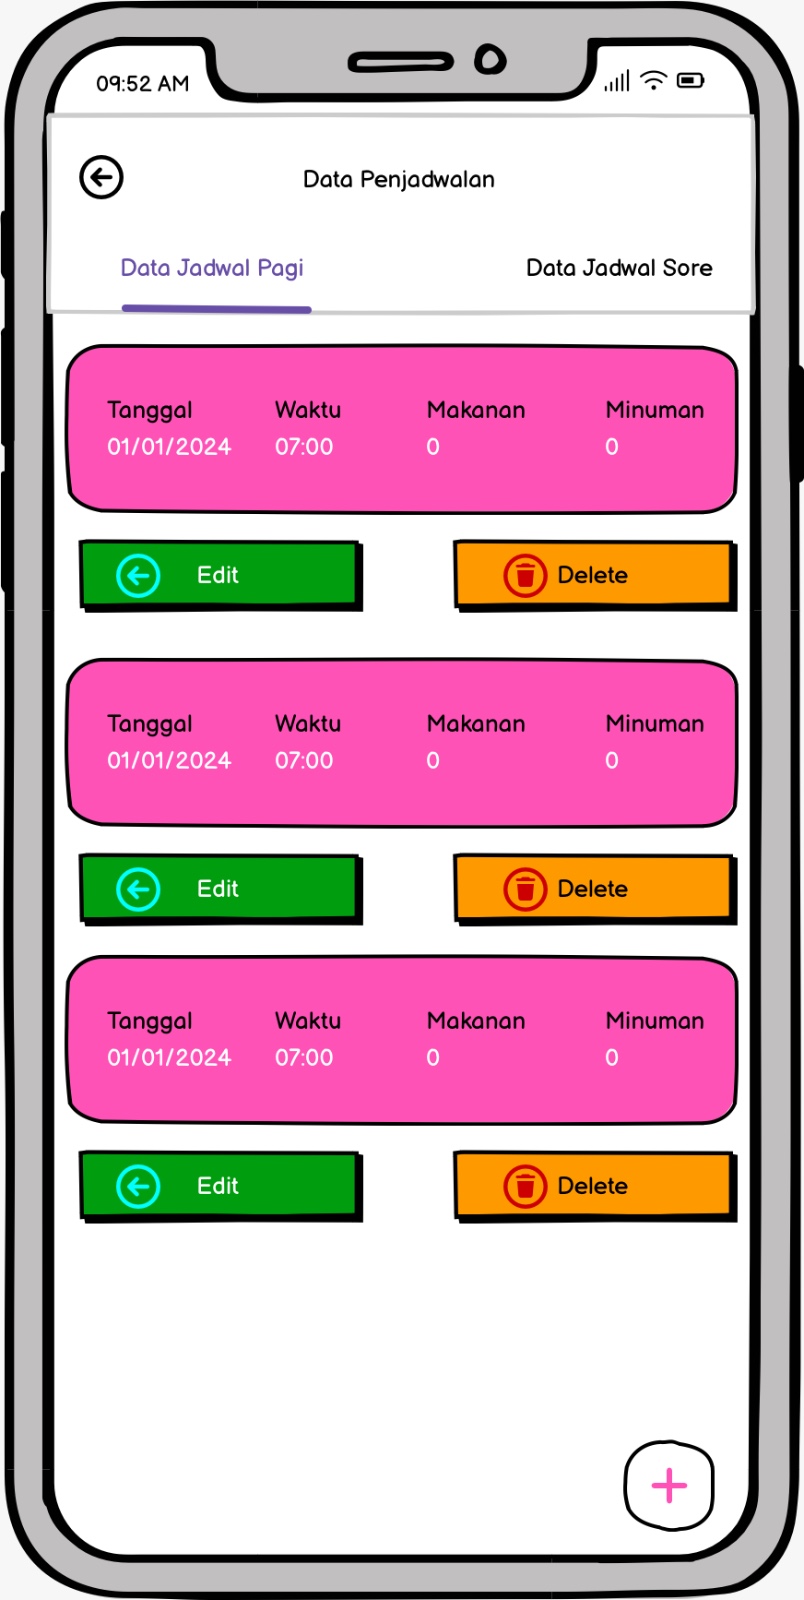 09:52 AM
Data Penjadwalan
Data Jadwal Pagi Data Jadwal Sore
Tanggal Waktu Makanan Minuman
01/01/2024 07:00 0 0
Edit Delete
Tanggal Waktu Makanan Minuman
01/01/2024 07:00 0 0
Edit Delete
Tanggal Waktu Makanan Minuman
01/01/2024 07:00 0 0
Edit Delete